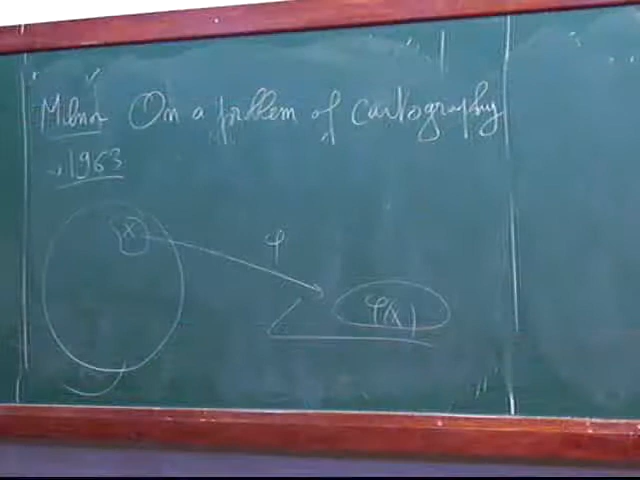 Milnor On a problem of cartography
1963
X
φ
φ(X)